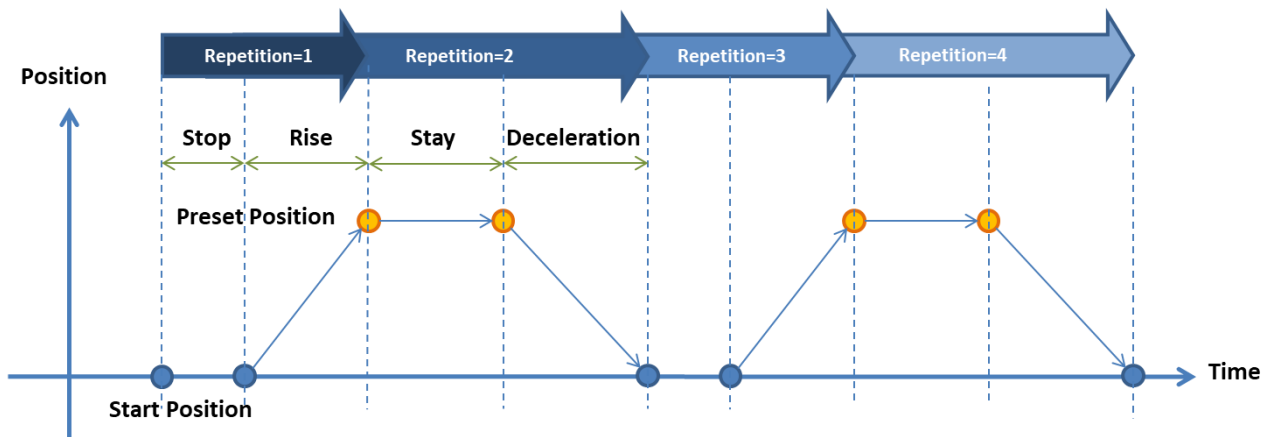 Repetition=1
Repetition=2
Repetition=3
Repetition=4
Position
Stop
Rise
Stay
Deceleration
Preset Position
Time
Start Position